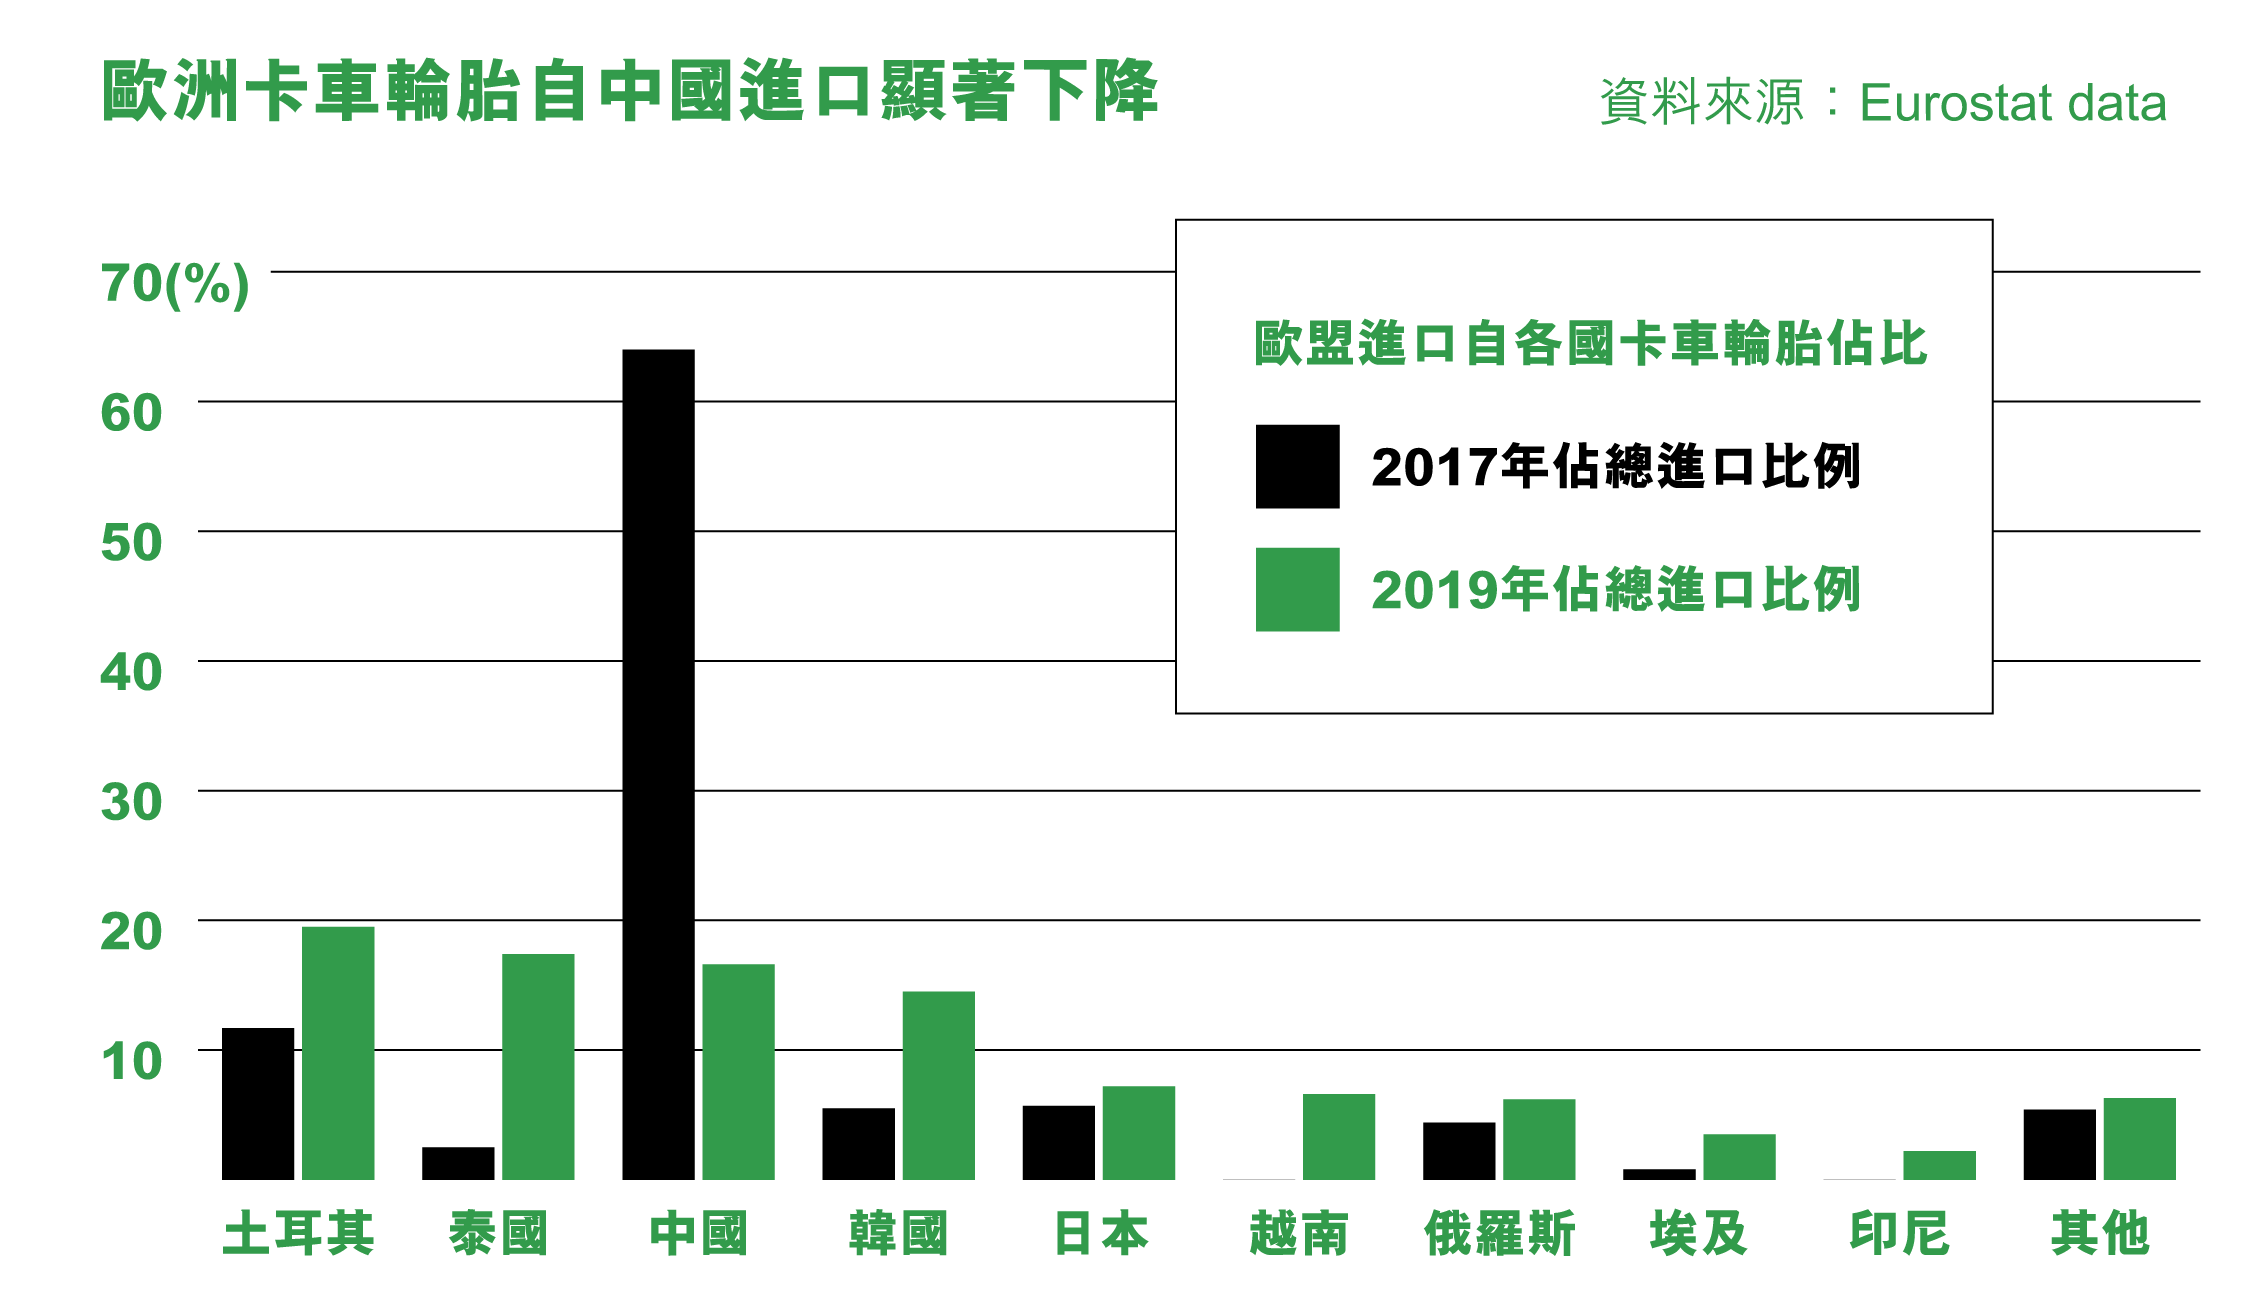 歐洲卡車輪胎自中國進口顯著下降
資料來源：Eurostat data
70(%)
60
50
40
30
20
10
歐盟進口自各國卡車輪胎佔比
2017年佔總進口比例
2019年佔總進口比例
土耳其 泰國 中國 韓國 日本 越南 俄羅斯 埃及 印尼 其他